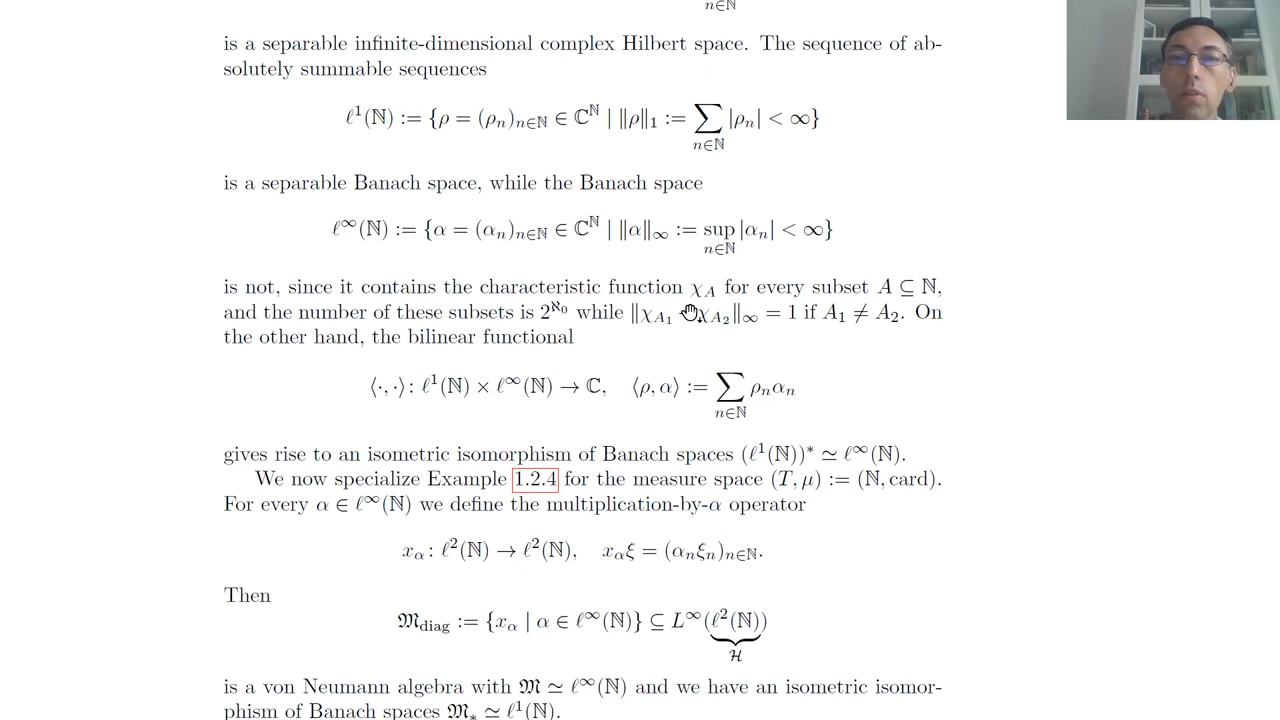 n∈ℕ
is a separable infinite-dimensional complex Hilbert space. The sequence of ab-
solutely summable sequences
ℓ¹(ℕ) := {ρ = (ρₙ)ₙ∈ℕ ∈ ℂ^ℕ | ‖ρ‖₁ := ∑_{n∈ℕ} |ρₙ| < ∞}
is a separable Banach space, while the Banach space
ℓ^∞(ℕ) := {α = (αₙ)ₙ∈ℕ ∈ ℂ^ℕ | ‖α‖_∞ := sup_{n∈ℕ} |αₙ| < ∞}
is not, since it contains the characteristic function χ_A for every subset A ⊆ ℕ,
and the number of these subsets is 2^{ℵ₀} while ‖χ_{A₁} χ_{A₂}‖_∞ = 1 if A₁ ≠ A₂. On
the other hand, the bilinear functional
⟨·,·⟩: ℓ¹(ℕ) × ℓ^∞(ℕ) → ℂ, ⟨ρ, α⟩ := ∑_{n∈ℕ} ρₙαₙ
gives rise to an isometric isomorphism of Banach spaces (ℓ¹(ℕ))* ≃ ℓ^∞(ℕ).
We now specialize Example 1.2.4 for the measure space (T, μ) := (ℕ, card).
For every α ∈ ℓ^∞(ℕ) we define the multiplication-by-α operator
x_α : ℓ²(ℕ) → ℓ²(ℕ), x_αξ = (αₙξₙ)ₙ∈ℕ.
Then
𝔐_diag := {x_α | α ∈ ℓ^∞(ℕ)} ⊆ L^∞(ℓ²(ℕ))
ℋ
is a von Neumann algebra with 𝔐 ≃ ℓ^∞(ℕ) and we have an isometric isomor-
phism of Banach spaces 𝔐_* ≃ ℓ¹(ℕ).